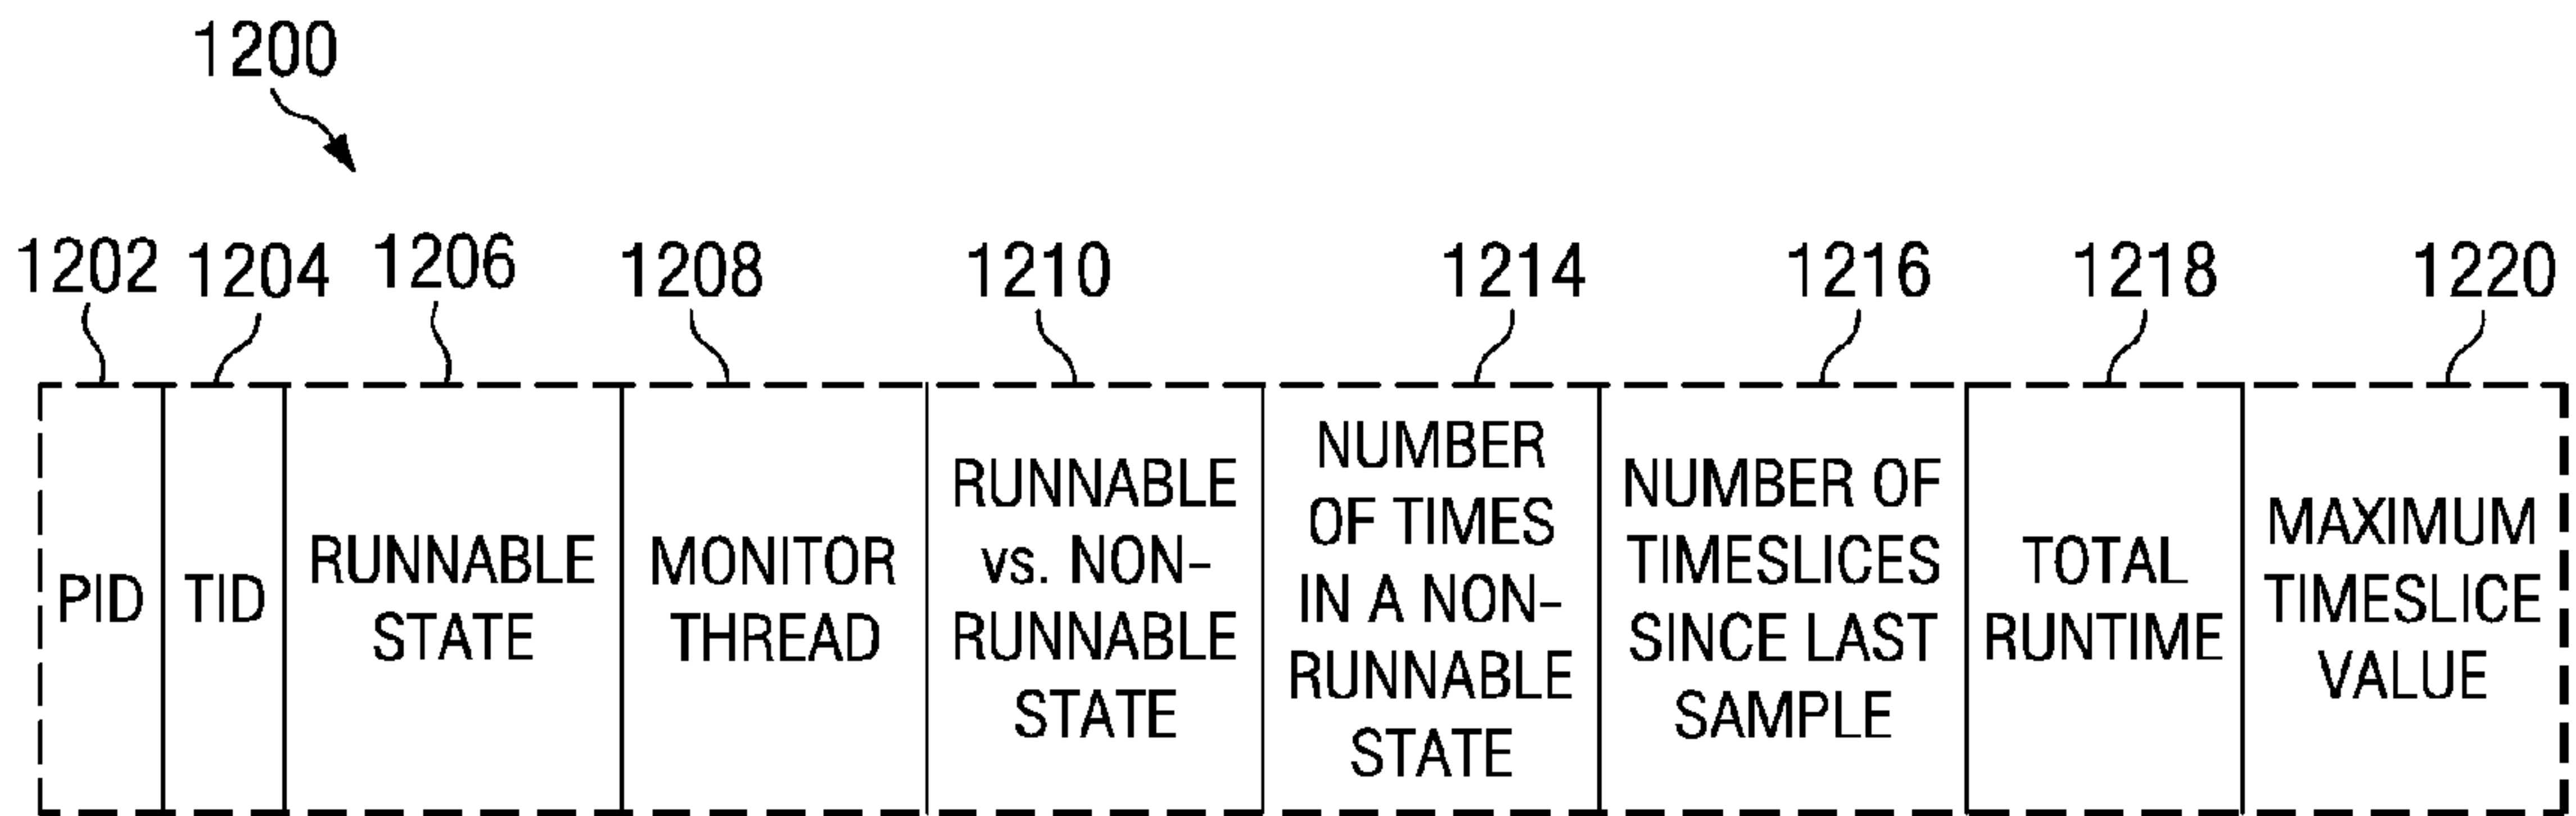 1200
1202 1204 1206 1208 1210 1214 1216 1218 1220
PID
TID
RUNNABLE
STATE
MONITOR
THREAD
RUNNABLE
vs. NON-
RUNNABLE
STATE
NUMBER
OF TIMES
IN A NON-
RUNNABLE
STATE
NUMBER OF
TIMESLICES
SINCE LAST
SAMPLE
TOTAL
RUNTIME
MAXIMUM
TIMESLICE
VALUE